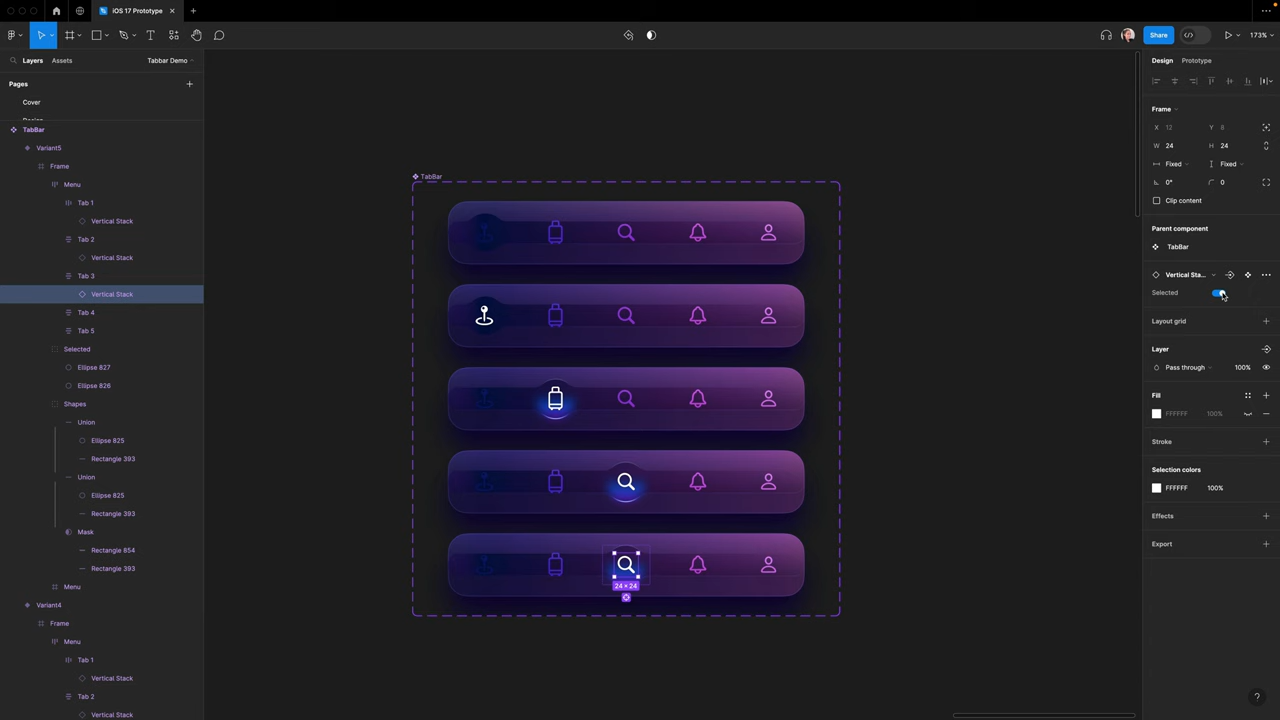 iOS 17 Prototype
Share
173%
Layers
Assets
Tabbar Demo
Design
Prototype
Pages
Cover
TabBar
Variant5
Frame
Menu
Tab 1
Vertical Stack
Tab 2
Vertical Stack
Tab 3
Vertical Stack
Tab 4
Tab 5
Selected
Ellipse 827
Ellipse 826
Shapes
Union
Ellipse 825
Rectangle 393
Union
Ellipse 825
Rectangle 393
Mask
Rectangle 854
Rectangle 393
Menu
Variant4
Frame
Menu
Tab 1
Vertical Stack
Tab 2
Vertical Stack
TabBar
24 × 24
Frame
X 12 Y 8
W 24 H 24
Fixed Fixed
0° 0
Clip content
Parent component
TabBar
Vertical Sta...
Selected
Layout grid
Layer
Pass through 100%
Fill
FFFFFF 100%
Stroke
Selection colors
FFFFFF 100%
Effects
Export
?